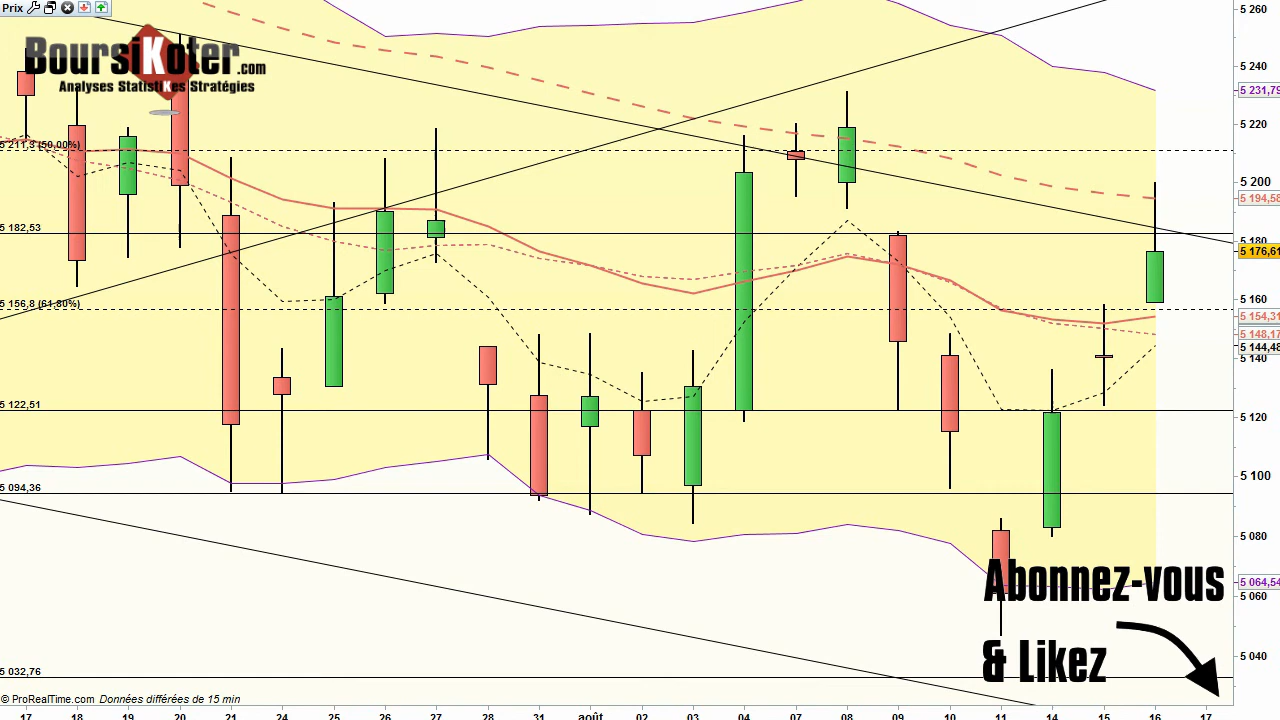 Prix
BoursiKoter.com
Analyses StatistiKes Stratégies
5 260
5 231,79
5 240
5 220
5 211,3 (50,00%)
5 200
5 194,58
5 182,53
5 180
5 176,61
5 156,8 (61,80%)
5 160
5 154,31
5 148,17
5 144,48
5 140
5 122,51
5 120
5 100
5 094,36
5 080
5 064,54
5 060
5 040
5 032,76
Abonnez-vous
& Likez
© ProRealTime.com Données différées de 15 min
17 18 19 20 21 24 25 26 27 28 31 août 02 03 04 07 08 09 10 11 14 15 16 17